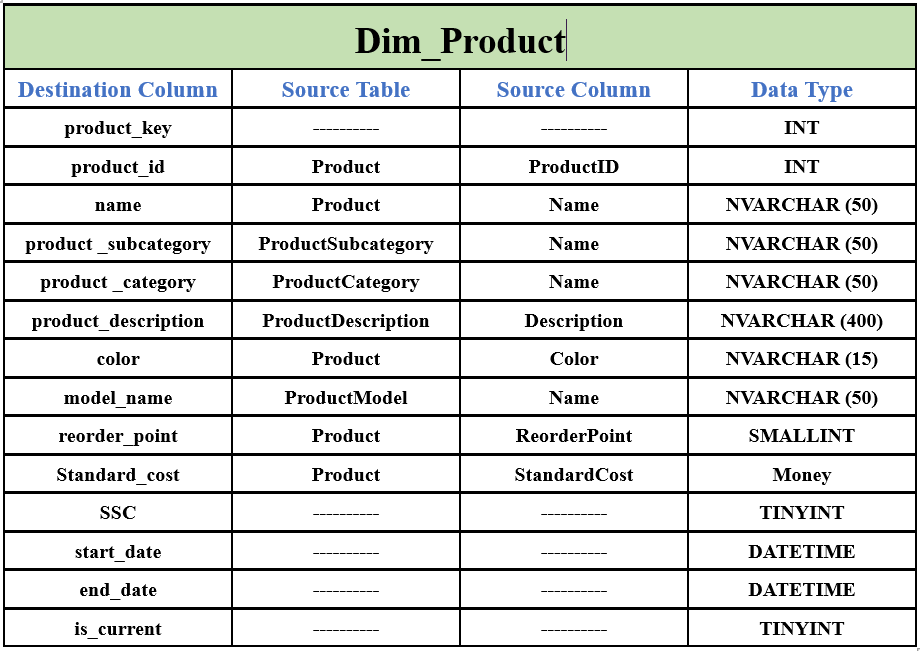 Dim_Product
Destination Column Source Table Source Column Data Type
product_key ---------- ---------- INT
product_id Product ProductID INT
name Product Name NVARCHAR (50)
product _subcategory ProductSubcategory Name NVARCHAR (50)
product _category ProductCategory Name NVARCHAR (50)
product_description ProductDescription Description NVARCHAR (400)
color Product Color NVARCHAR (15)
model_name ProductModel Name NVARCHAR (50)
reorder_point Product ReorderPoint SMALLINT
Standard_cost Product StandardCost Money
SSC ---------- ---------- TINYINT
start_date ---------- ---------- DATETIME
end_date ---------- ---------- DATETIME
is_current ---------- ---------- TINYINT